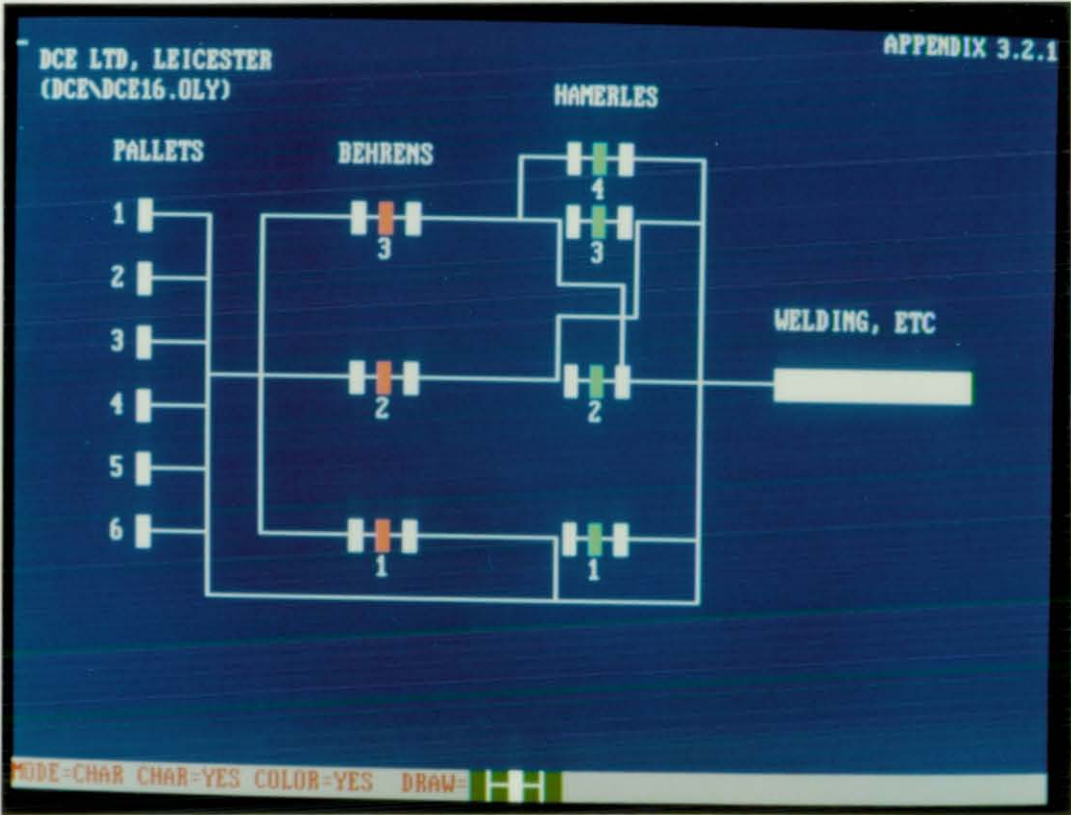 DCE LTD, LEICESTER
APPENDIX 3.2.1
(DCE\DCE16.OLY)
HAMERLES
PALLETS
BEHRENS
4
1
3
3
2
3
WELDING, ETC
4
2
2
5
6
1
1
MODE=CHAR CHAR=YES COLOR=YES DRAW=